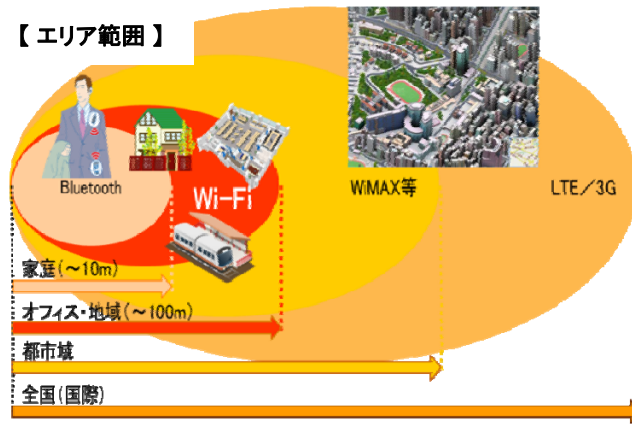 【 エリア範囲 】
Bluetooth
Wi-Fi
WiMAX等
LTE／3G
家庭(～10m)
オフィス・地域(～100m)
都市域
全国(国際)